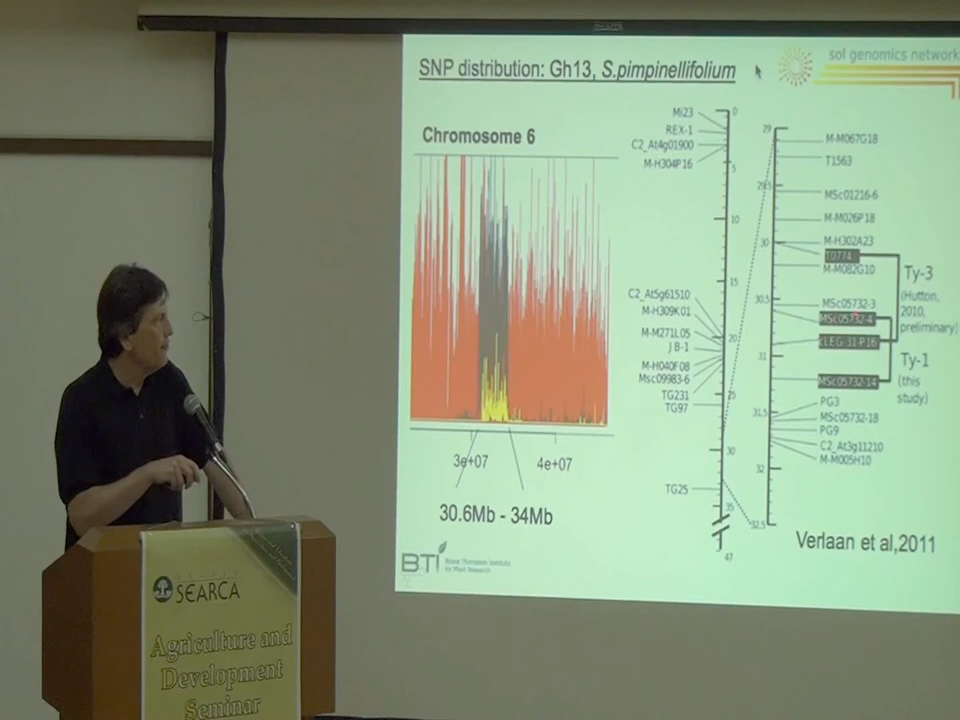 SNP distribution: Gh13, S.pimpinellifolium
sol genomics network
Chromosome 6
3e+07
4e+07
30.6Mb - 34Mb
Mi23
REX-1
C2_At4g01900
M-H304P16
C2_At5g61510
M-H309K01
M-M271L05
J B-1
M-H040F08
Msc09983-6
TG231
TG97
TG25
0
5
10
15
20
25
30
35
47
29
29.5
30
30.5
31
31.5
32
32.5
M-M067G18
T1563
MSc01216-6
M-M026P18
M-H302A23
T0774
M-M082G10
MSc05732-3
MSc05732-4
cLEG-31-P16
MSc05732-14
PG3
MSc05732-18
PG9
C2_At3g11210
M-M005H10
Ty-3
(Hutton,
2010,
preliminary)
Ty-1
(this
study)
Verlaan et al,2011
BTI
Boyce Thompson Institute
for Plant Research
SEARCA
Agriculture and
Development
Seminar